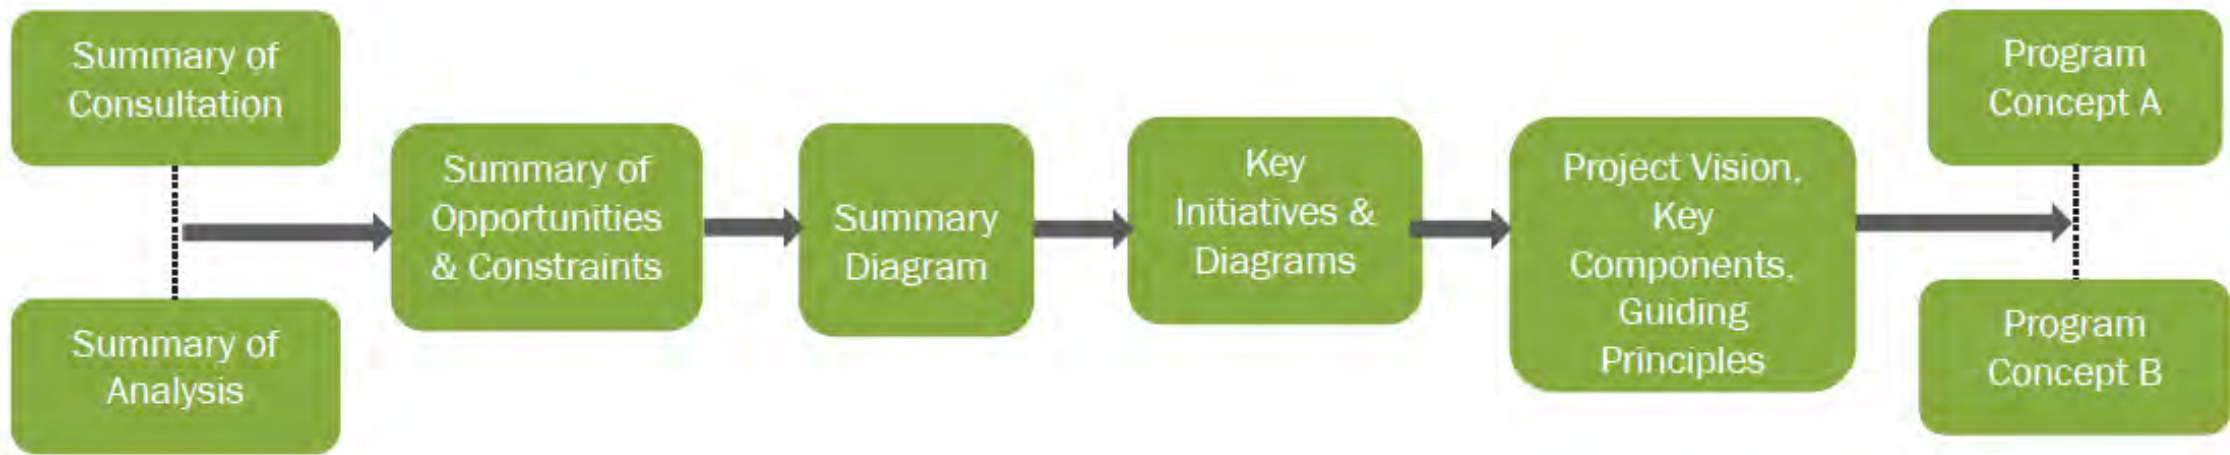 Summary of
Consultation
Summary of
Analysis
Summary of
Opportunities
& Constraints
Summary
Diagram
Key
Initiatives &
Diagrams
Project Vision,
Key
Components,
Guiding
Principles
Program
Concept A
Program
Concept B